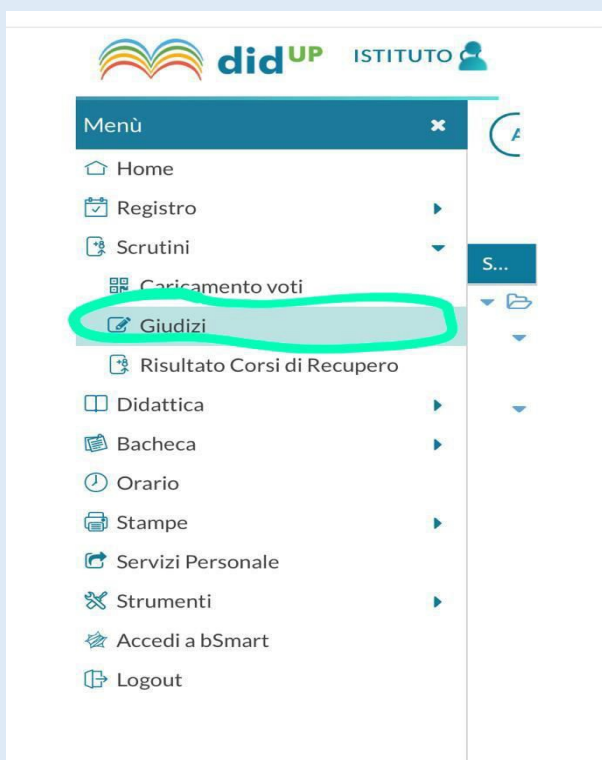 didUP ISTITUTO
Menù
Home
Registro
Scrutini
S...
Caricamento voti
Giudizi
Risultato Corsi di Recupero
Didattica
Bacheca
Orario
Stampe
Servizi Personale
Strumenti
Accedi a bSmart
Logout